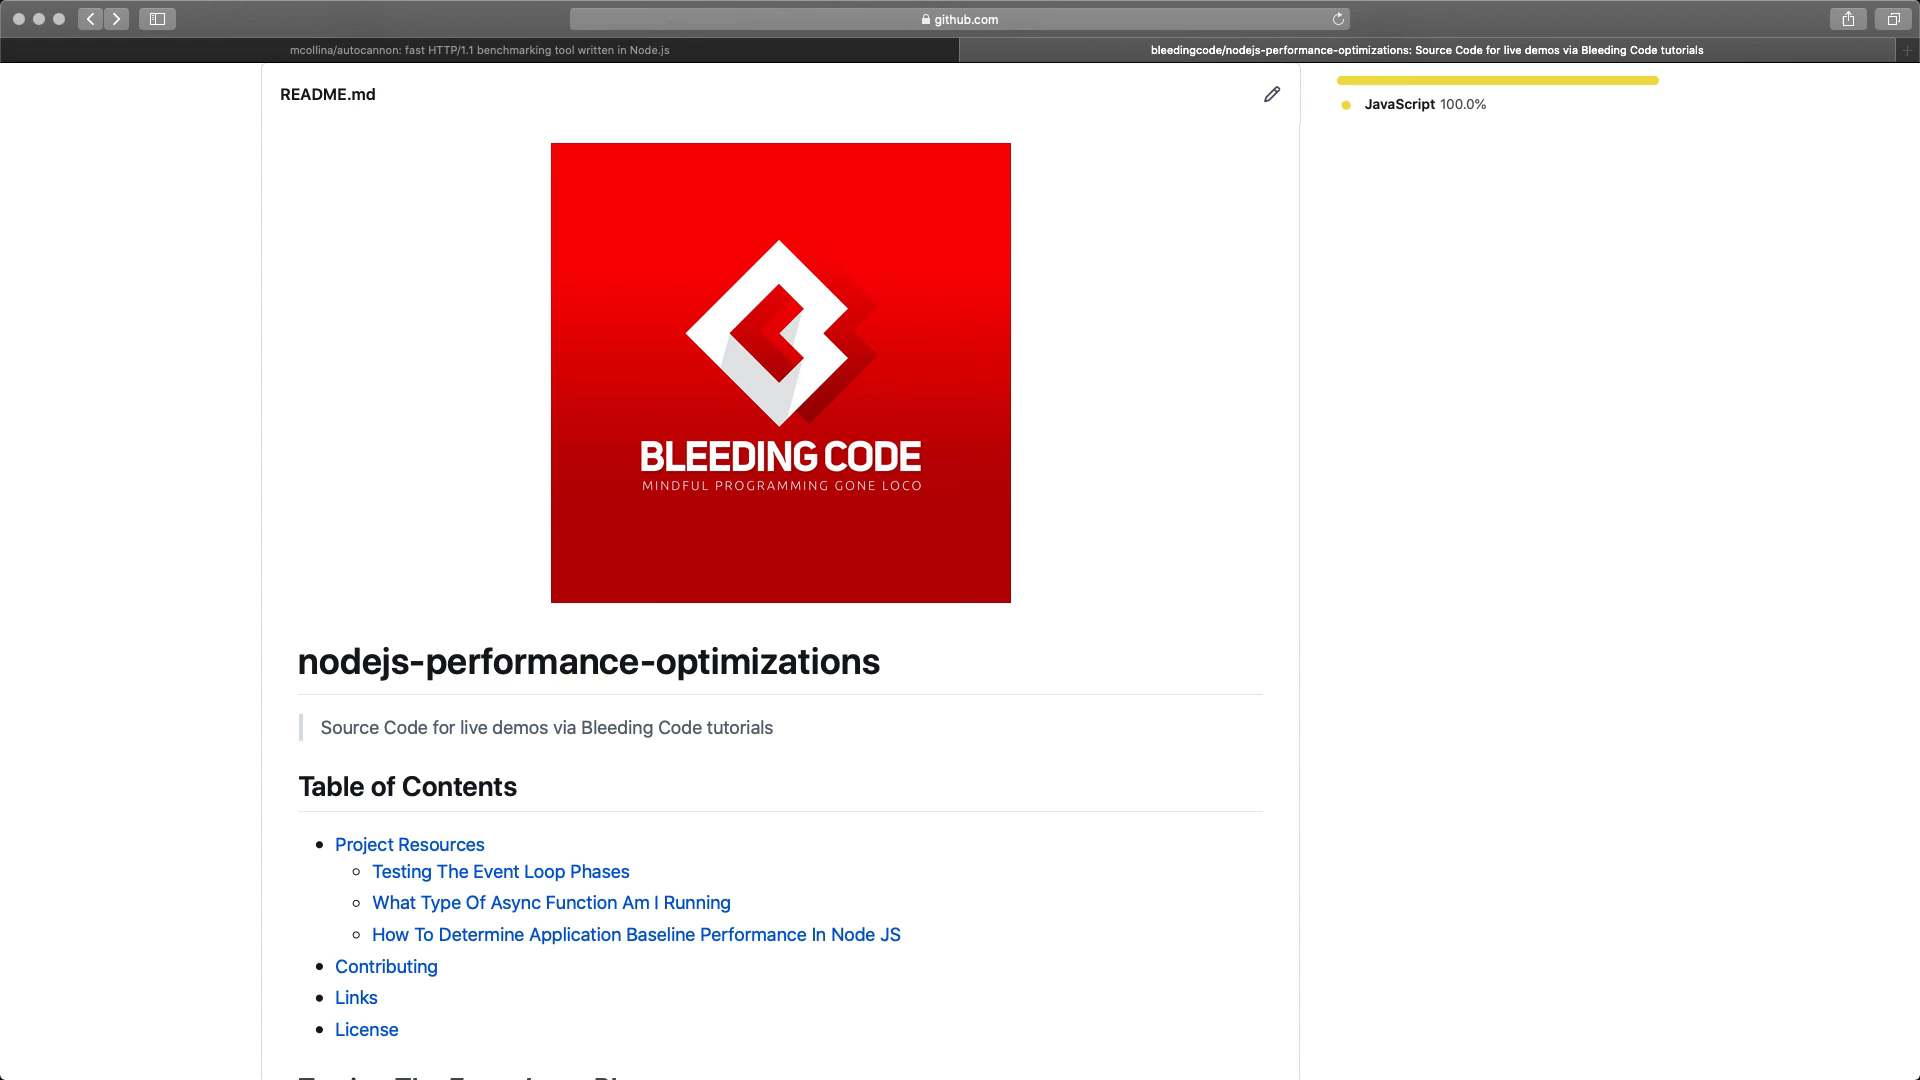 github.com
mcollina/autocannon: fast HTTP/1.1 benchmarking tool written in Node.js
bleedingcode/nodejs-performance-optimizations: Source Code for live demos via Bleeding Code tutorials
README.md
JavaScript 100.0%
BLEEDING CODE
MINDFUL PROGRAMMING GONE LOCO
nodejs-performance-optimizations
Source Code for live demos via Bleeding Code tutorials
Table of Contents
Project Resources
Testing The Event Loop Phases
What Type Of Async Function Am I Running
How To Determine Application Baseline Performance In Node JS
Contributing
Links
License